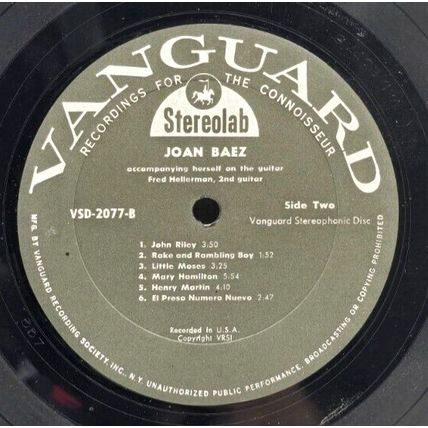 VANGUARD
RECORDINGS FOR THE CONNOISSEUR
Stereolab
JOAN BAEZ
accompanying herself on the guitar
Fred Hellerman, 2nd guitar
VSD-2077-B
Side Two
Vanguard Stereophonic Disc
1. John Riley 3:50
2. Rake and Rambling Boy 1:52
3. Little Moses 3:25
4. Mary Hamilton 5:54
5. Henry Martin 4:10
6. El Preso Numero Nueve 2:47
Recorded in U.S.A.
Copyright VRSI
MFG. BY VANGUARD RECORDING SOCIETY, INC., N.Y. UNAUTHORIZED PUBLIC PERFORMANCE, BROADCASTING OR COPYING PROHIBITED